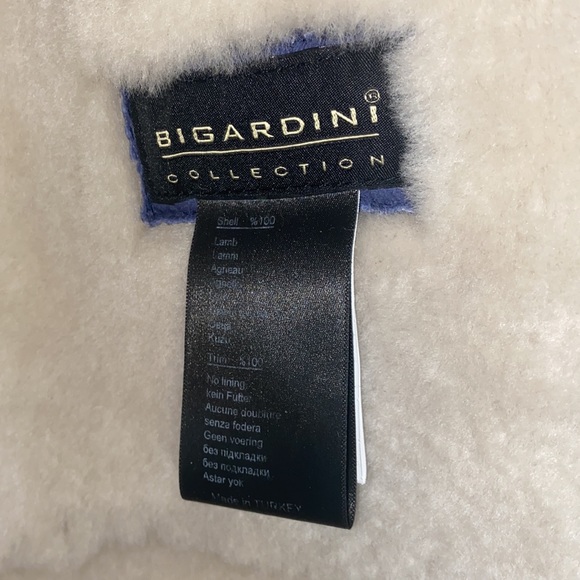 BIGARDINI®
COLLECTION
Shell %100
Lamb
Lamm
Agneau
Kuzu
Trim %100
No lining
kein Futter
Aucune doublure
senza fodera
Geen voering
без підкладки
без подкладки
Astar yok
Made in TURKEY